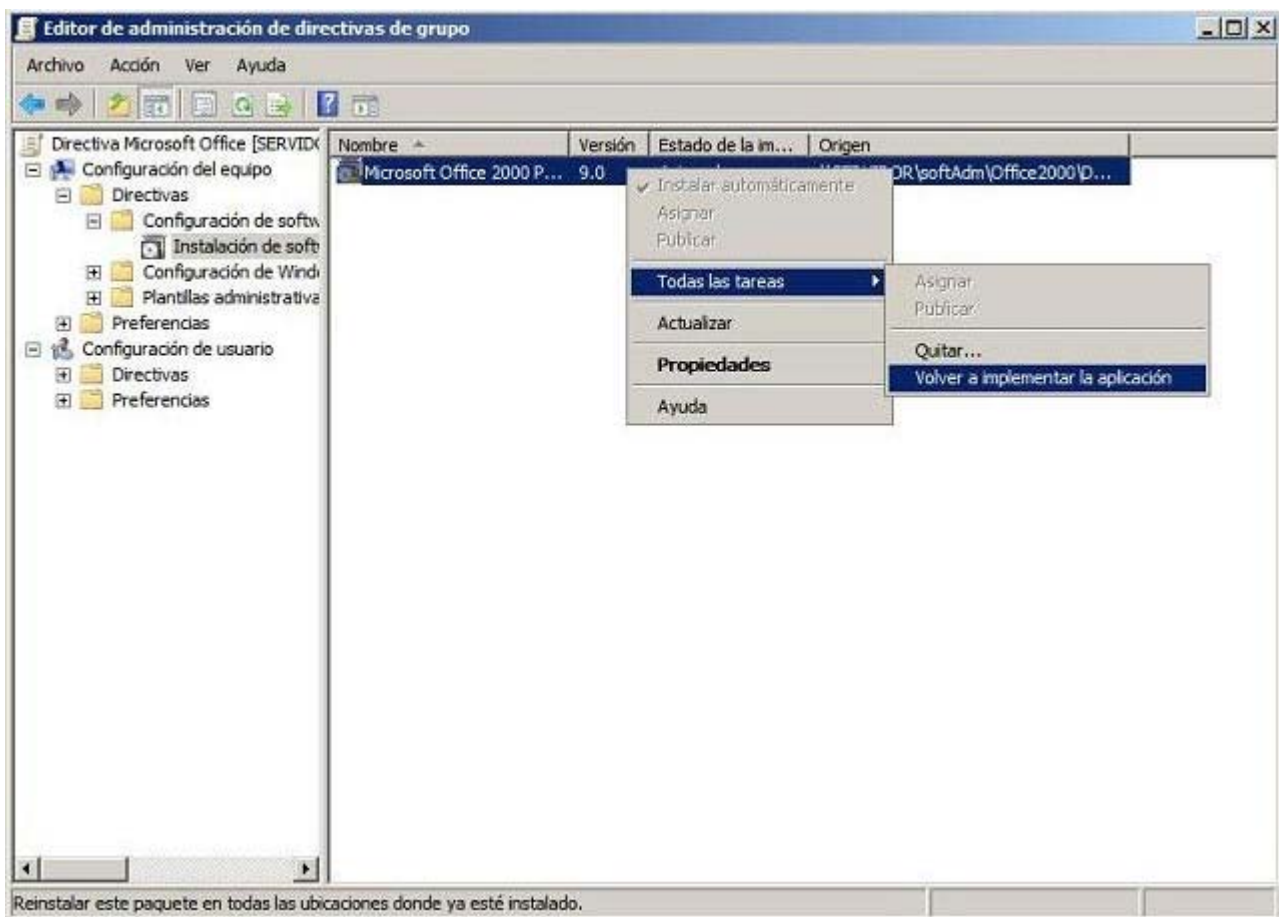 Editor de administración de directivas de grupo
Archivo Acción Ver Ayuda
Directiva Microsoft Office [SERVID
Configuración del equipo
Directivas
Configuración de softw
Instalación de soft
Configuración de Wind
Plantillas administrativa
Preferencias
Configuración de usuario
Directivas
Preferencias
Nombre Versión Estado de la im... Origen
Microsoft Office 2000 P... 9.0 OR\softAdm\Office2000\D...
Instalar automáticamente
Asignar
Publicar
Todas las tareas
Actualizar
Propiedades
Ayuda
Asignar
Publicar
Quitar...
Volver a implementar la aplicación
Reinstalar este paquete en todas las ubicaciones donde ya esté instalado.